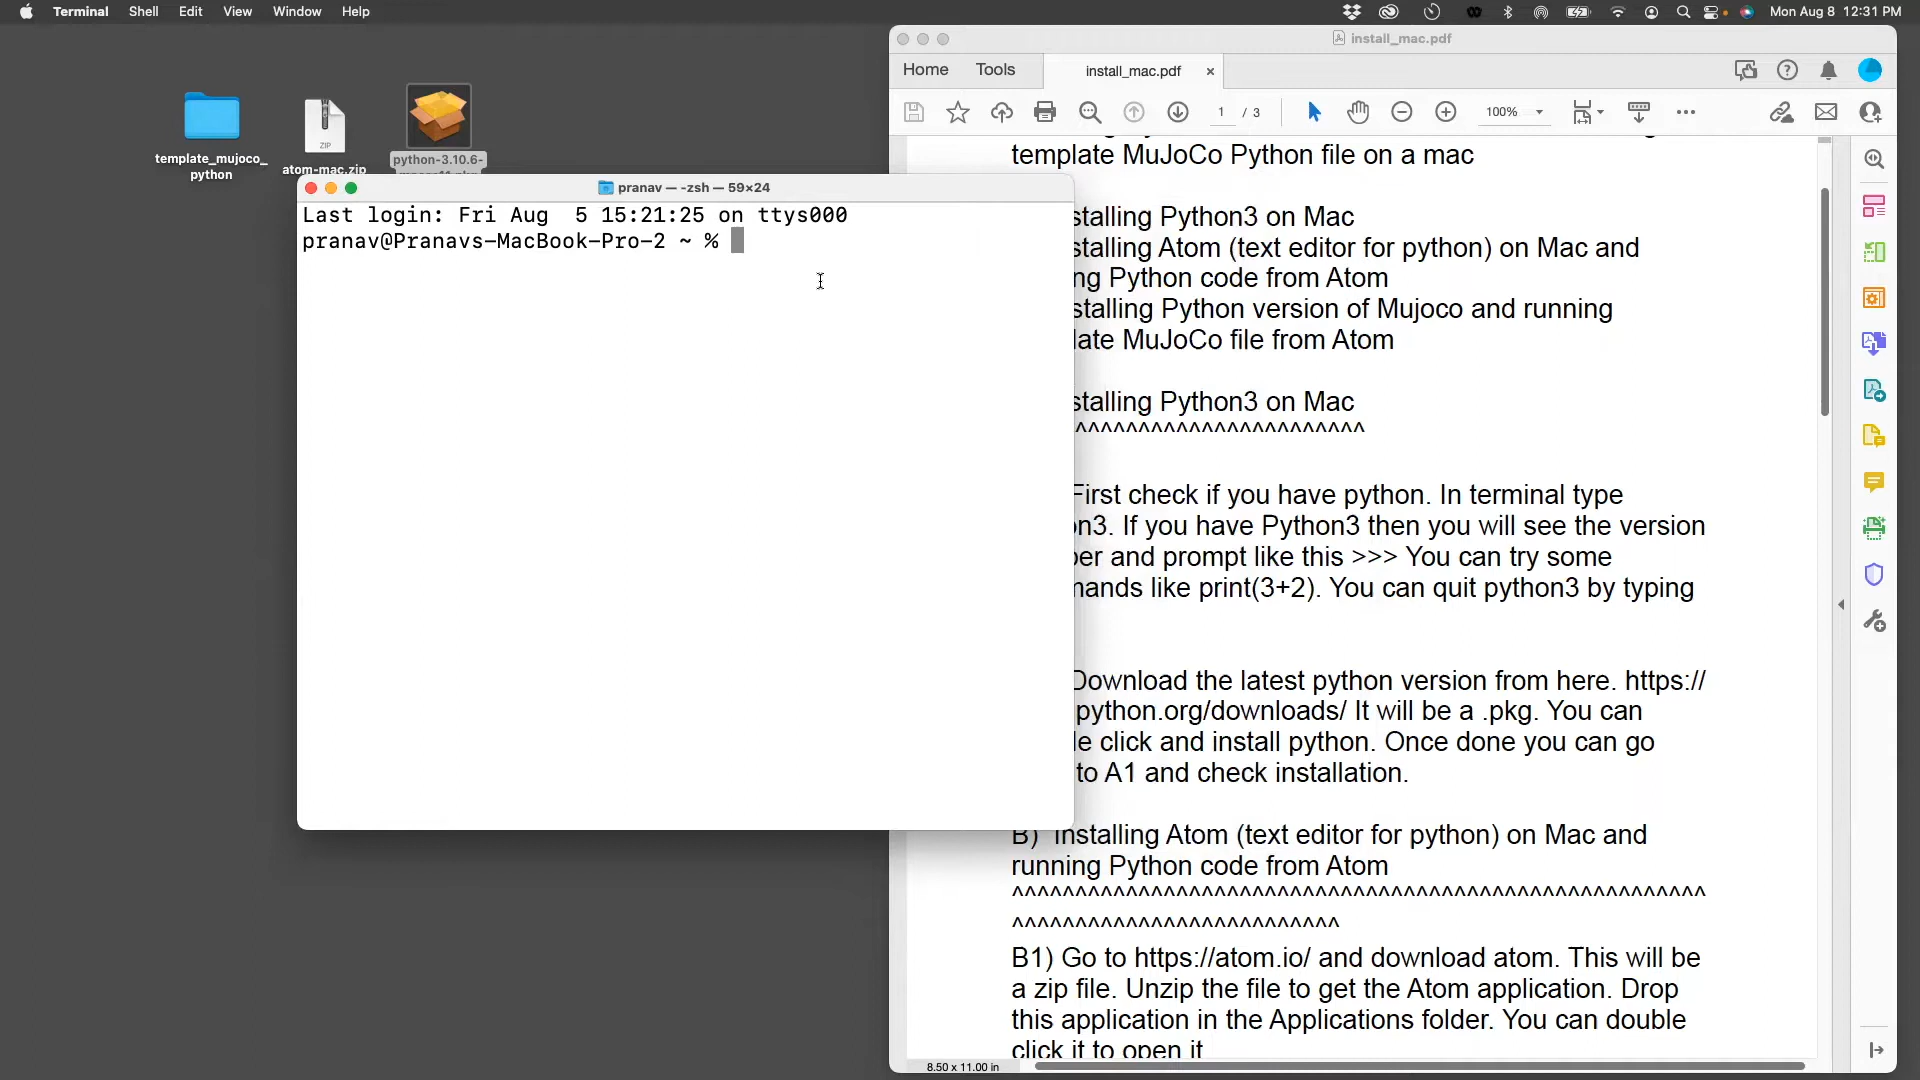 Terminal Shell Edit View Window Help
Mon Aug 8 12:31 PM
install_mac.pdf
Home Tools install_mac.pdf ×
1 / 3 100%
template_mujoco_
python
ZIP
atom-mac.zip
python-3.10.6-
pranav — -zsh — 59×24
Last login: Fri Aug  5 15:21:25 on ttys000
pranav@Pranavs-MacBook-Pro-2 ~ %
template MuJoCo Python file on a mac
stalling Python3 on Mac
stalling Atom (text editor for python) on Mac and
ng Python code from Atom
stalling Python version of Mujoco and running
late MuJoCo file from Atom
stalling Python3 on Mac
^^^^^^^^^^^^^^^^^^^^^^^
First check if you have python. In terminal type
on3. If you have Python3 then you will see the version
ber and prompt like this >>> You can try some
mands like print(3+2). You can quit python3 by typing
Download the latest python version from here. https://
python.org/downloads/ It will be a .pkg. You can
le click and install python. Once done you can go
to A1 and check installation.
B) Installing Atom (text editor for python) on Mac and
running Python code from Atom
^^^^^^^^^^^^^^^^^^^^^^^^^^^^^^^^^^^^^^^^^^^^^^^^^^^^^^^
^^^^^^^^^^^^^^^^^^^^^^^^^^
B1) Go to https://atom.io/ and download atom. This will be
a zip file. Unzip the file to get the Atom application. Drop
this application in the Applications folder. You can double
click it to open it
8.50 x 11.00 in